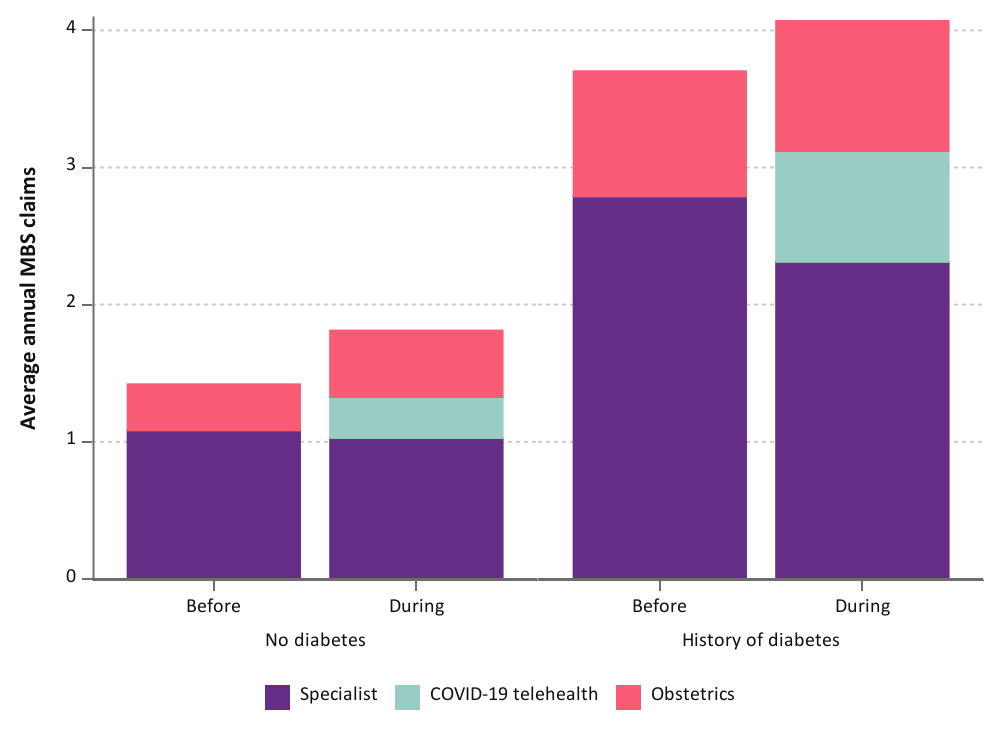 Average annual MBS claims
4
3
2
1
0
Before During Before During
No diabetes History of diabetes
Specialist COVID-19 telehealth Obstetrics